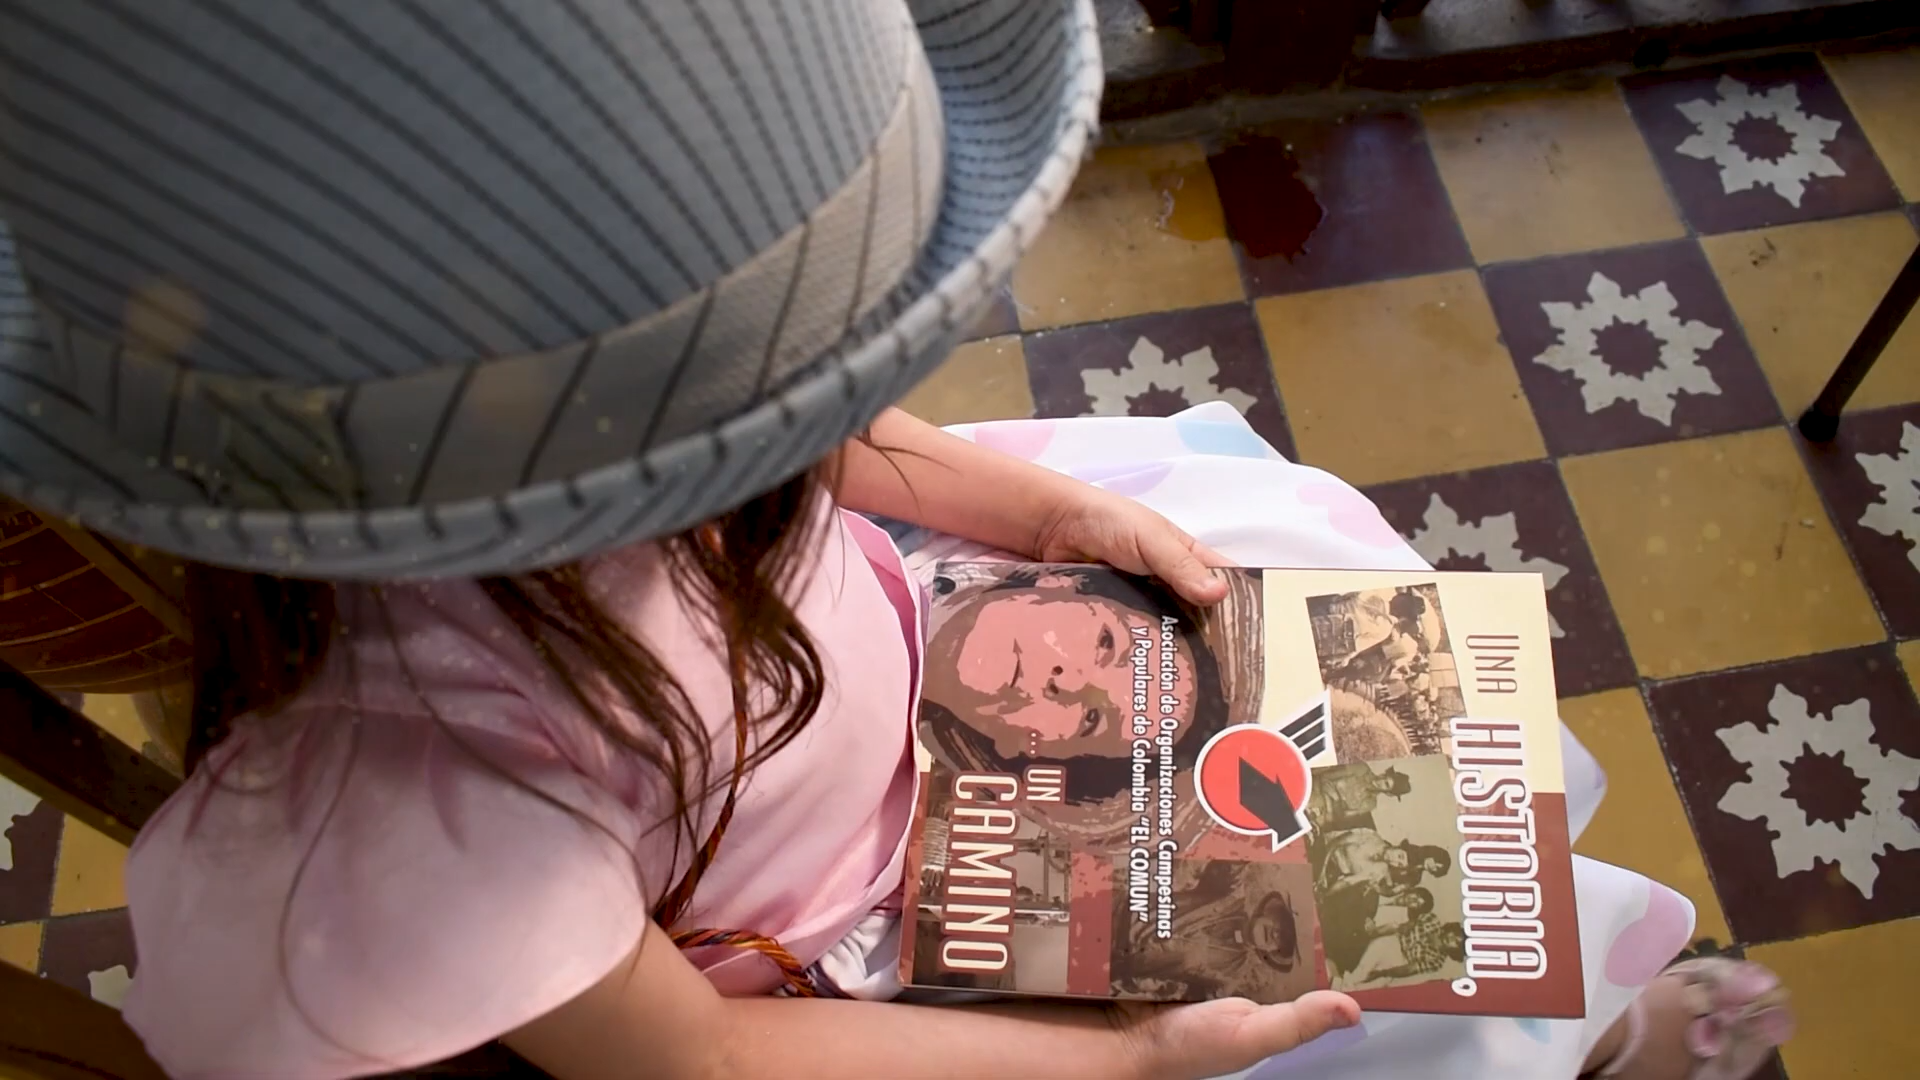 UNA HISTORIA,
Asociación de Organizaciones Campesinas
y Populares de Colombia "EL COMUN"
... UN
CAMINO